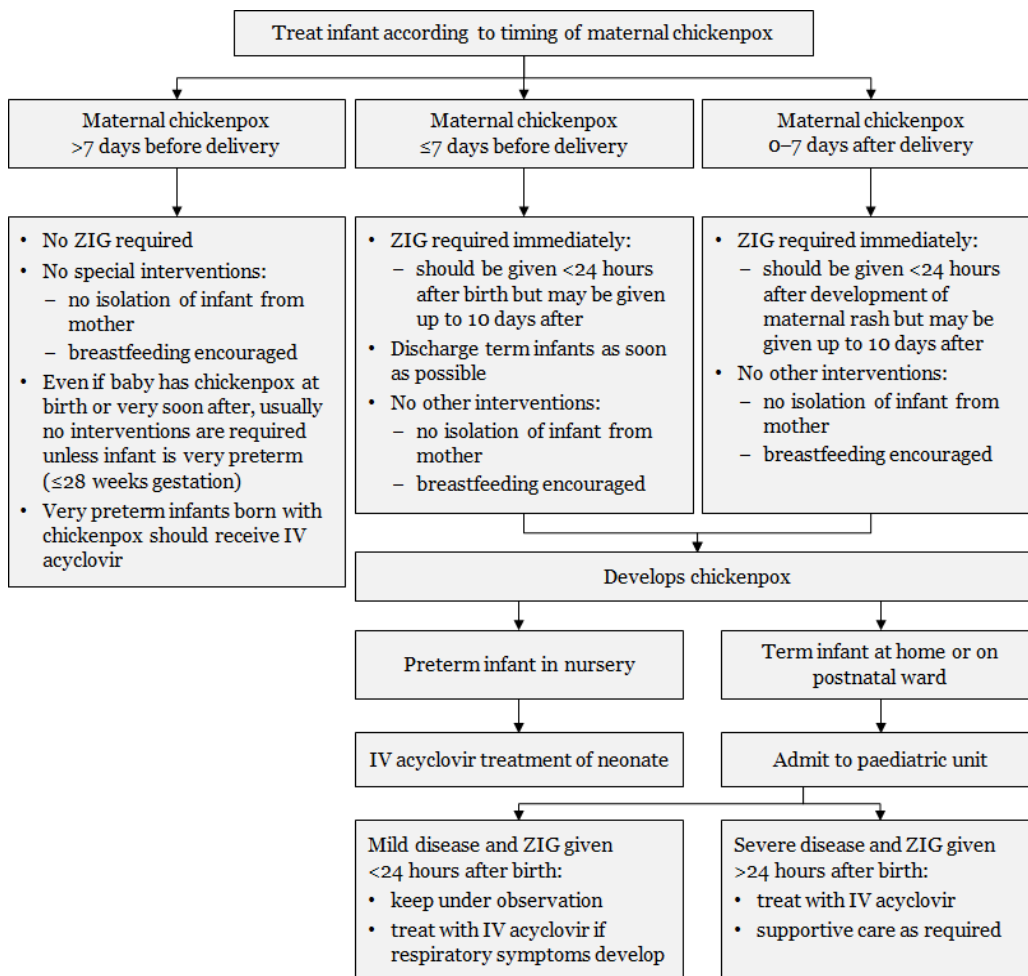 Treat infant according to timing of maternal chickenpox
Maternal chickenpox
>7 days before delivery
Maternal chickenpox
≤7 days before delivery
Maternal chickenpox
0–7 days after delivery
• No ZIG required
• No special interventions:
– no isolation of infant from
mother
– breastfeeding encouraged
• Even if baby has chickenpox at
birth or very soon after, usually
no interventions are required
unless infant is very preterm
(≤28 weeks gestation)
• Very preterm infants born with
chickenpox should receive IV
acyclovir
• ZIG required immediately:
– should be given <24 hours
after birth but may be given
up to 10 days after
• Discharge term infants as soon
as possible
• No other interventions:
– no isolation of infant from
mother
– breastfeeding encouraged
• ZIG required immediately:
– should be given <24 hours
after development of
maternal rash but may be
given up to 10 days after
• No other interventions:
– no isolation of infant from
mother
– breastfeeding encouraged
Develops chickenpox
Preterm infant in nursery
Term infant at home or on
postnatal ward
IV acyclovir treatment of neonate
Admit to paediatric unit
Mild disease and ZIG given
<24 hours after birth:
• keep under observation
• treat with IV acyclovir if
respiratory symptoms develop
Severe disease and ZIG given
>24 hours after birth:
• treat with IV acyclovir
• supportive care as required